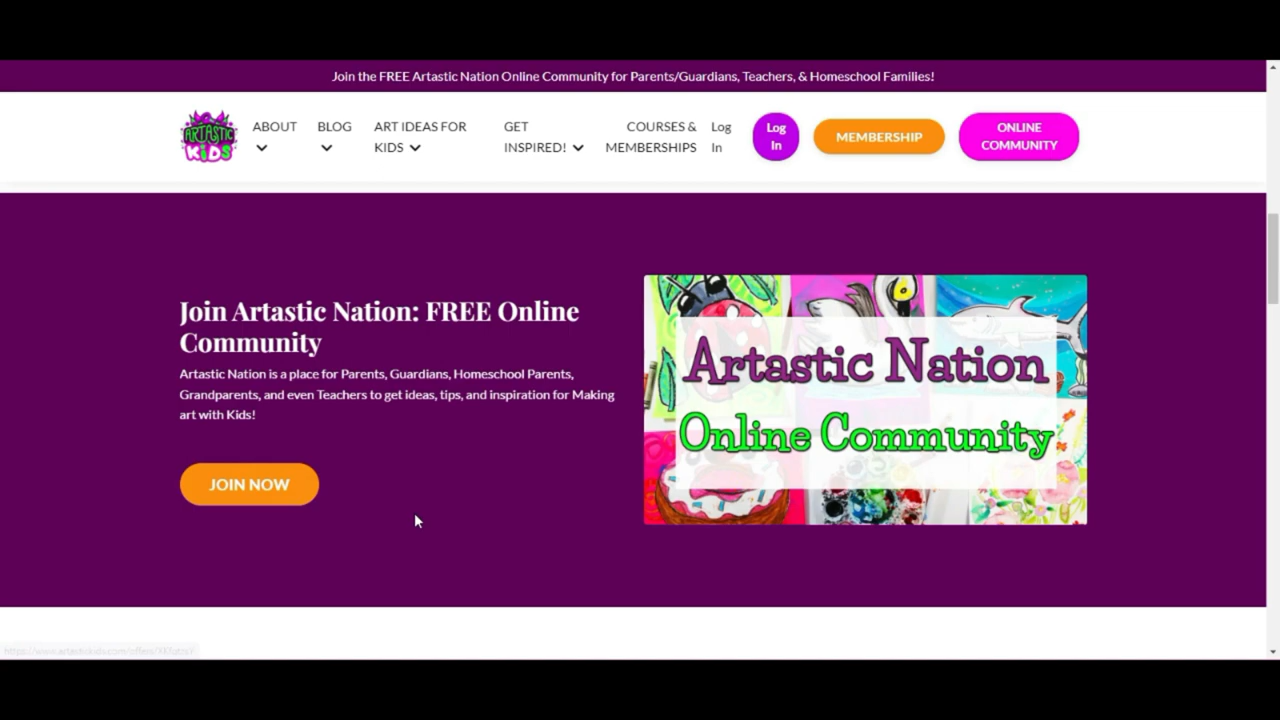 Join the FREE Artastic Nation Online Community for Parents/Guardians, Teachers, & Homeschool Families!
ARTASTIC
KiDS
ABOUT
BLOG
ART IDEAS FOR
KIDS
GET
INSPIRED!
COURSES &
MEMBERSHIPS
Log
In
Log
In
MEMBERSHIP
ONLINE
COMMUNITY
Join Artastic Nation: FREE Online
Community
Artastic Nation is a place for Parents, Guardians, Homeschool Parents,
Grandparents, and even Teachers to get ideas, tips, and inspiration for Making
art with Kids!
JOIN NOW
Artastic Nation
Online Community